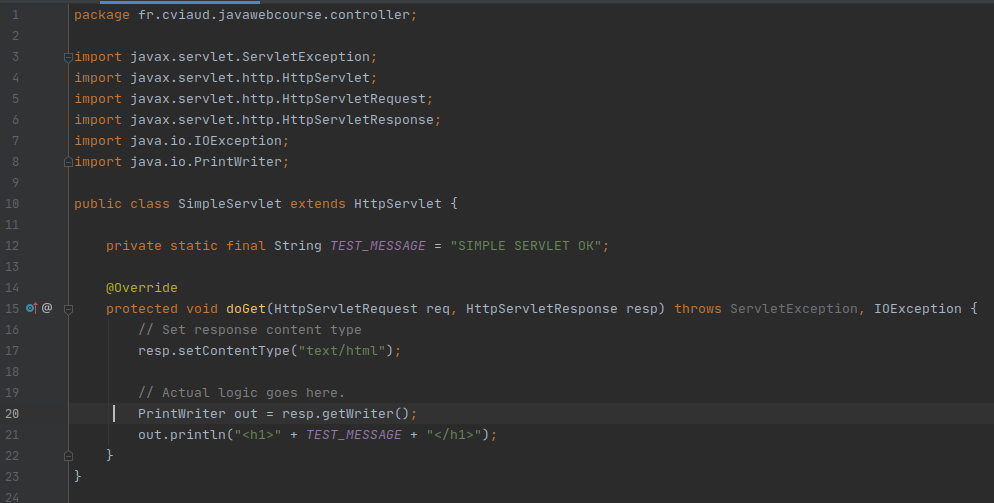 1 package fr.cviaud.javawebcourse.controller;
2
3 import javax.servlet.ServletException;
4 import javax.servlet.http.HttpServlet;
5 import javax.servlet.http.HttpServletRequest;
6 import javax.servlet.http.HttpServletResponse;
7 import java.io.IOException;
8 import java.io.PrintWriter;
9
10 public class SimpleServlet extends HttpServlet {
11
12     private static final String TEST_MESSAGE = "SIMPLE SERVLET OK";
13
14     @Override
15 @   protected void doGet(HttpServletRequest req, HttpServletResponse resp) throws ServletException, IOException {
16         // Set response content type
17         resp.setContentType("text/html");
18
19         // Actual logic goes here.
20         PrintWriter out = resp.getWriter();
21         out.println("<h1>" + TEST_MESSAGE + "</h1>");
22     }
23 }
24